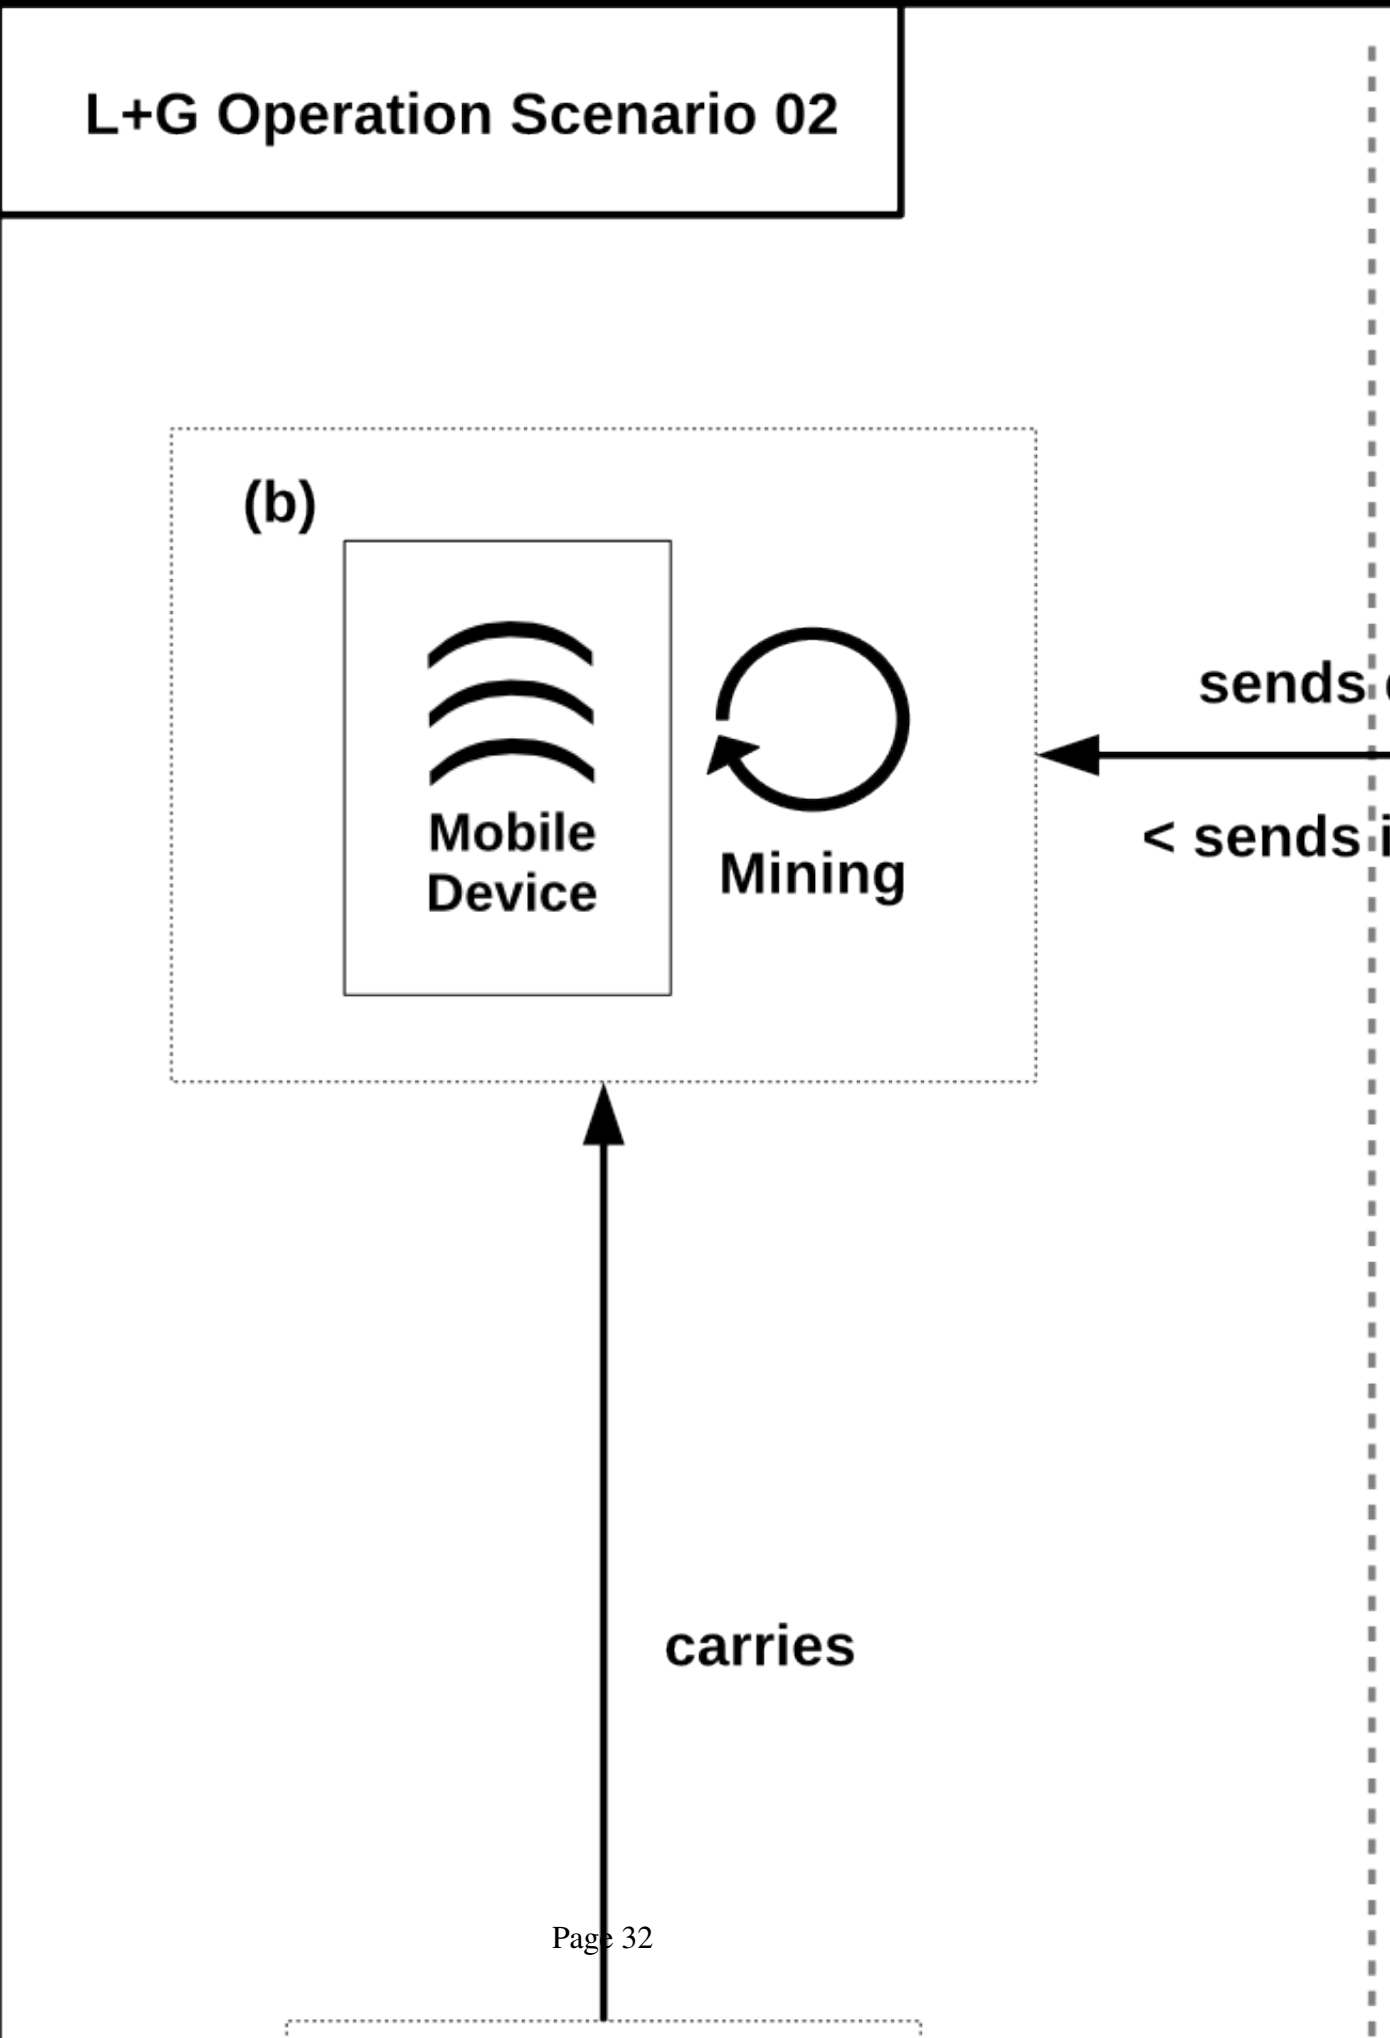 L+G Operation Scenario 02
(b)
Mobile
Device
Mining
sends
< sends
carries
Page 32